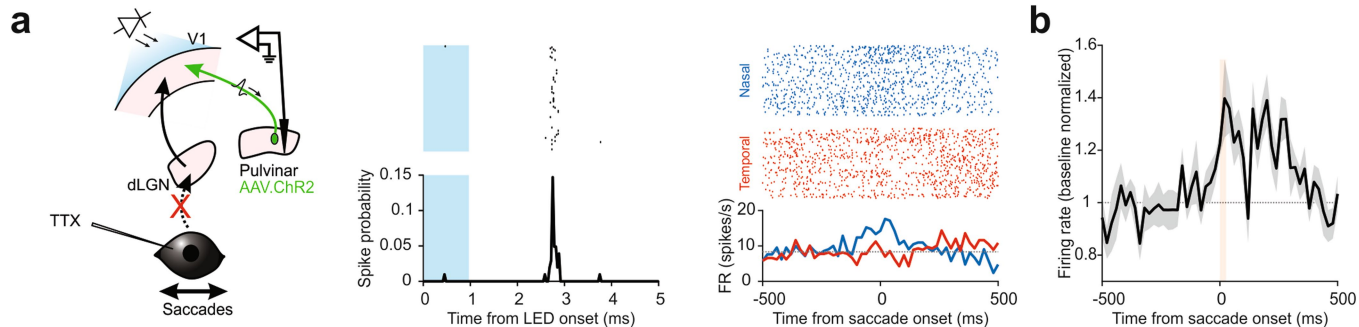 a
V1
dLGN
Pulvinar
AAV.ChR2
X
TTX
Saccades
Spike probability
0.15
0.1
0.05
0
0 1 2 3 4 5
Time from LED onset (ms)
Nasal
Temporal
FR (spikes/s)
20
10
0
-500 0 500
Time from saccade onset (ms)
b
Firing rate (baseline normalized)
1.6
1.4
1.2
1
0.8
-500 0 500
Time from saccade onset (ms)